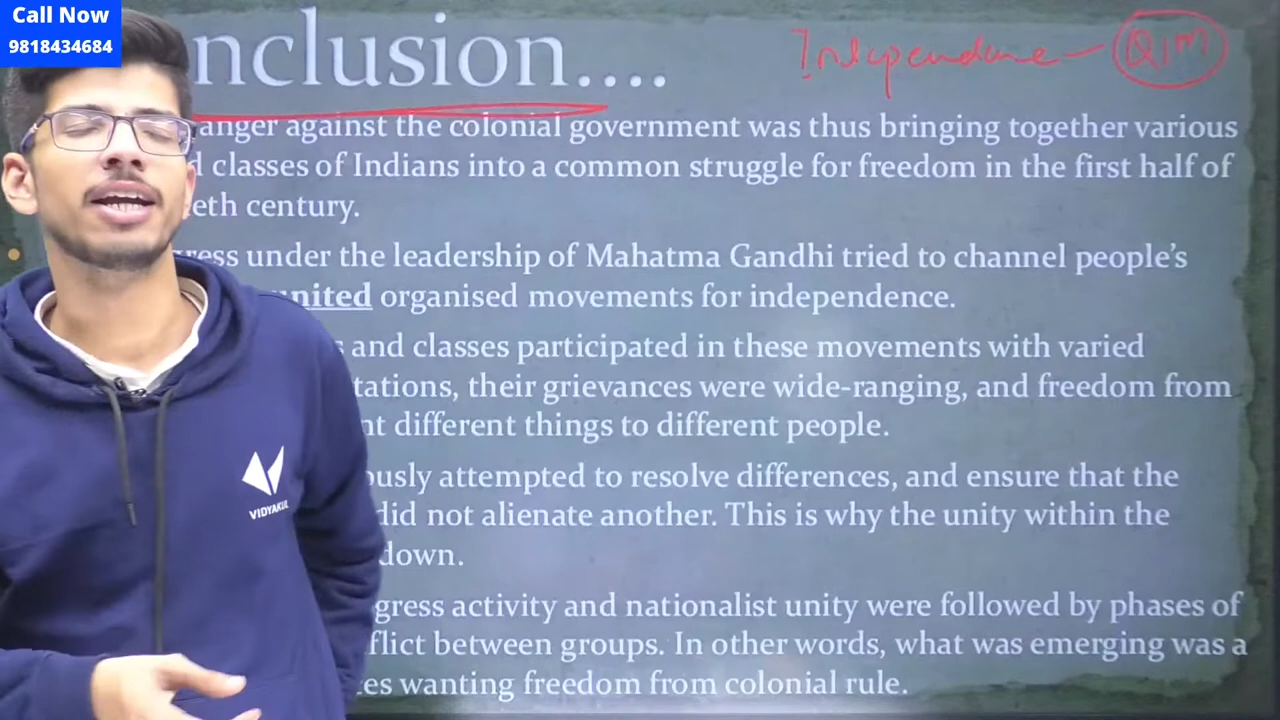 Call Now
9818434684
nclusion....
Independence - QIM
anger against the colonial government was thus bringing together various
d classes of Indians into a common struggle for freedom in the first half of
eth century.
ress under the leadership of Mahatma Gandhi tried to channel people's
united organised movements for independence.
s and classes participated in these movements with varied
tations, their grievances were wide-ranging, and freedom from
nt different things to different people.
ously attempted to resolve differences, and ensure that the
did not alienate another. This is why the unity within the
down.
gress activity and nationalist unity were followed by phases of
flict between groups. In other words, what was emerging was a
es wanting freedom from colonial rule.
VIDYAKUL